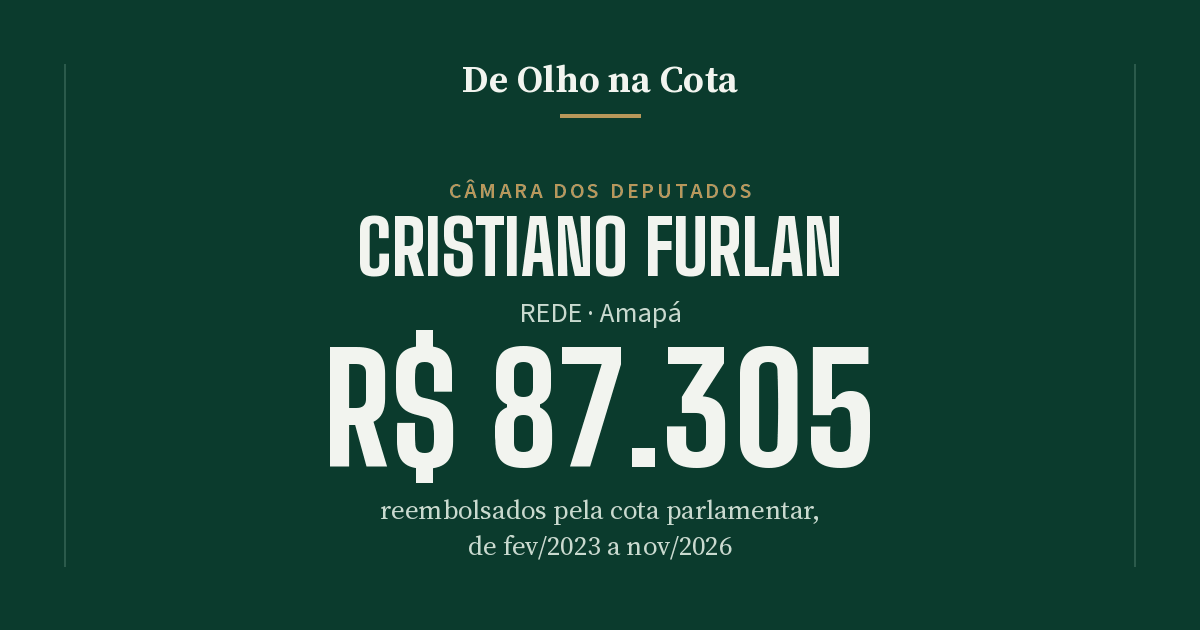 De Olho na Cota
CÂMARA DOS DEPUTADOS
CRISTIANO FURLAN
REDE · Amapá
R$ 87.305
reembolsados pela cota parlamentar,
de fev/2023 a nov/2026